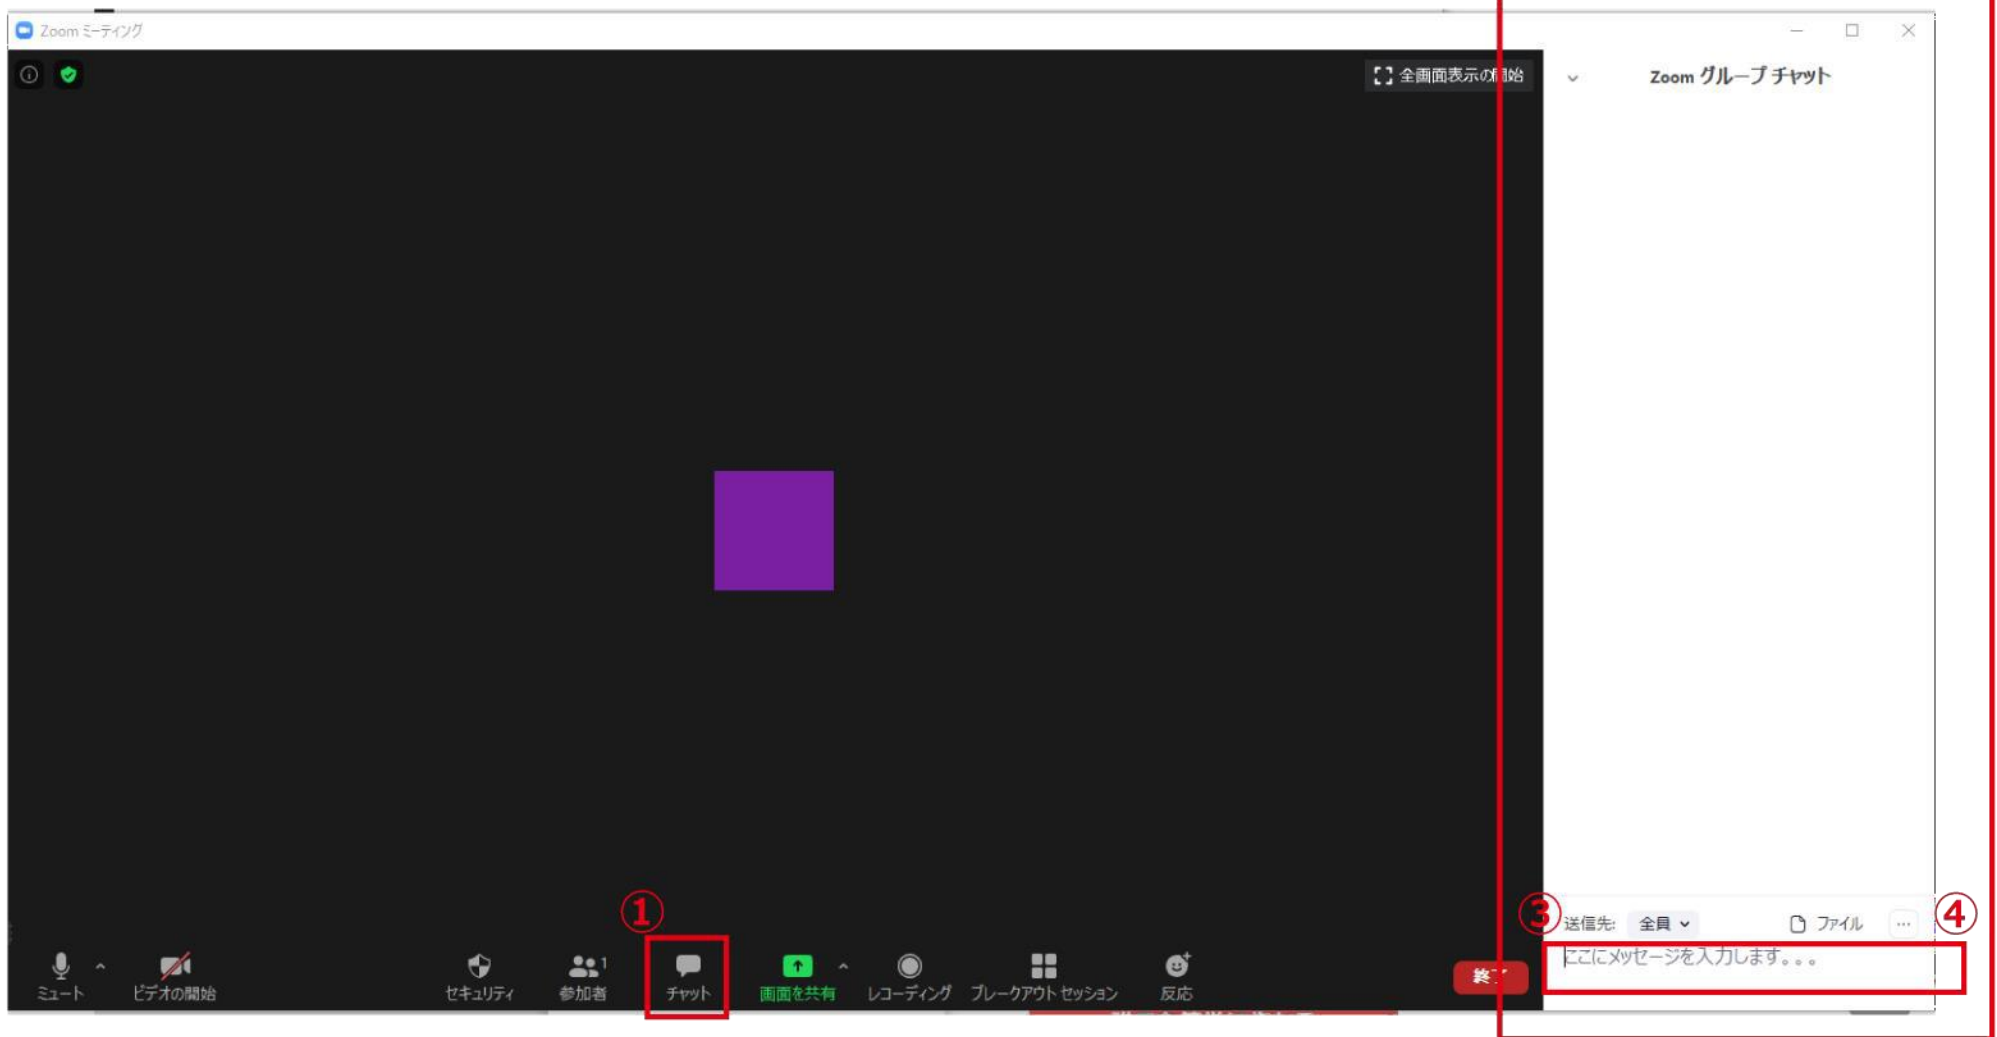 Zoom ミーティング
全画面表示の開始
Zoom グループ チャット
①
③
送信先: 全員
ファイル
④
ここにメッセージを入力します。。。
ミュート
ビデオの開始
セキュリティ
参加者
1
チャット
画面を共有
レコーディング
ブレークアウト セッション
反応
終了